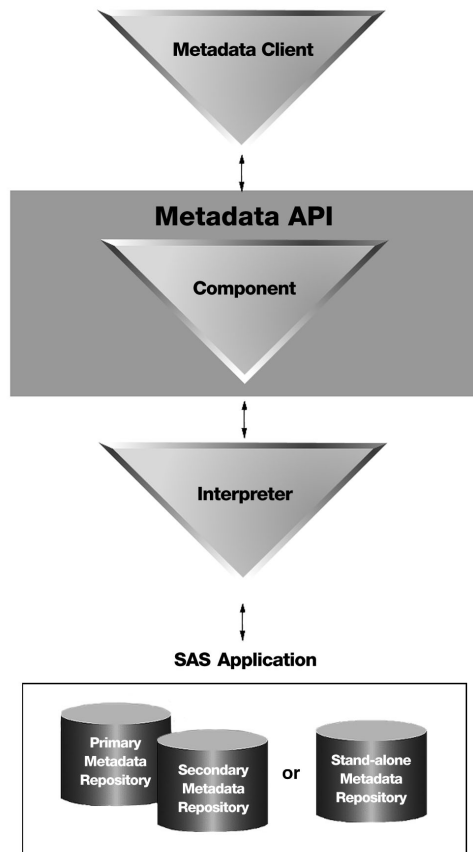 Metadata Client
Metadata API
Component
Interpreter
SAS Application
Primary
Metadata
Repository
Secondary
Metadata
Repository
or
Stand-alone
Metadata
Repository